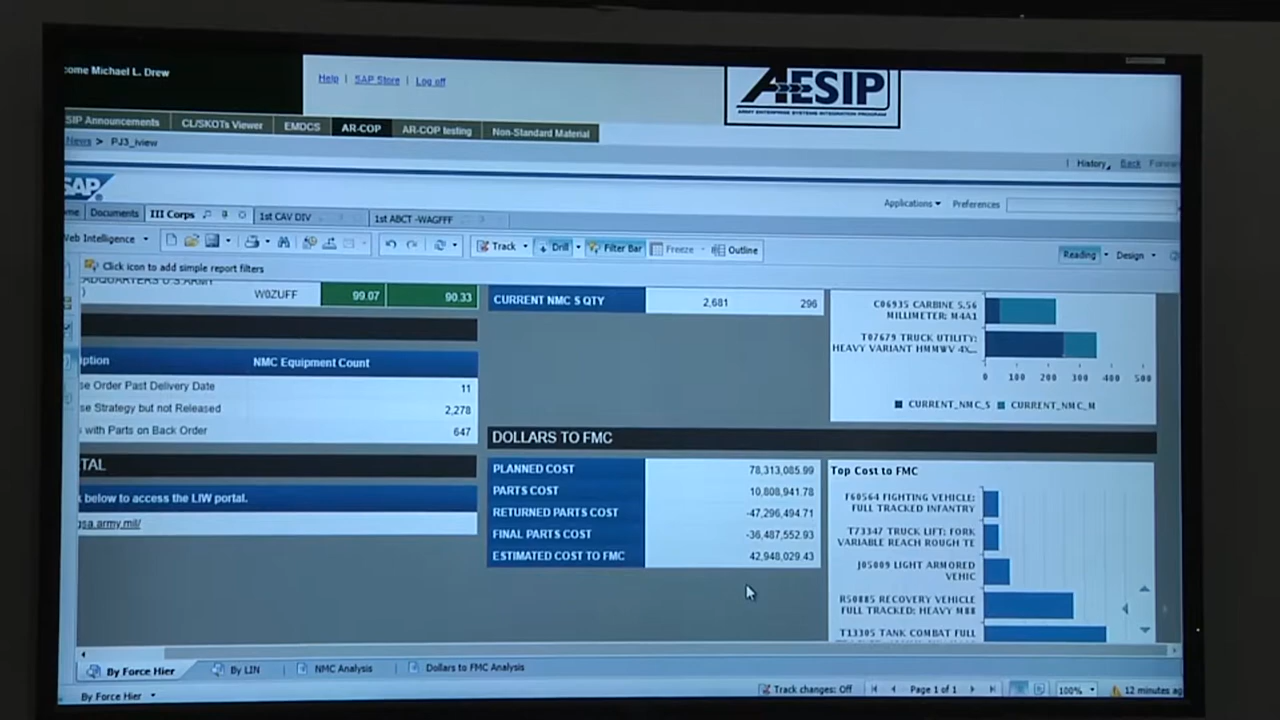 ome Michael L. Drew
Help | SAP Store | Log off
AESIP
ARMY ENTERPRISE SYSTEMS INTEGRATION PROGRAM
SIP Announcements CL/SKOTs Viewer EMDCS AR-COP AR-COP testing Non-Standard Material
News > PJ3_iview
History Back Forwar
SAP
me Documents III Corps 1st CAV DIV 1st ABCT -WAGFFF
Applications Preferences
eb Intelligence Track Drill Filter Bar Freeze Outline Reading Design
Click icon to add simple report filters
ADQUARTERS U.S.ARMY
) W0ZUFF 99.07 90.33
CURRENT NMC S QTY 2,681 296
C06935 CARBINE 5.56
MILLIMETER: M4A1
T07679 TRUCK UTILITY:
HEAVY VARIANT HMMWV 4X...
0 100 200 300 400 500
CURRENT_NMC_S CURRENT_NMC_M
iption NMC Equipment Count
se Order Past Delivery Date 11
se Strategy but not Released 2,278
s with Parts on Back Order 647
TAL
k below to access the LIW portal.
gsa.army.mil/
DOLLARS TO FMC
PLANNED COST 78,313,085.99
PARTS COST 10,808,941.78
RETURNED PARTS COST -47,296,494.71
FINAL PARTS COST -36,487,552.93
ESTIMATED COST TO FMC 42,948,029.43
Top Cost to FMC
F60564 FIGHTING VEHICLE:
FULL TRACKED INFANTRY
T73347 TRUCK LIFT: FORK
VARIABLE REACH ROUGH TE
J05009 LIGHT ARMORED
VEHIC
R50885 RECOVERY VEHICLE
FULL TRACKED: HEAVY M88
T13305 TANK COMBAT FULL
By Force Hier By LIN NMC Analysis Dollars to FMC Analysis
By Force Hier Track changes: Off Page 1 of 1 100% 12 minutes ag